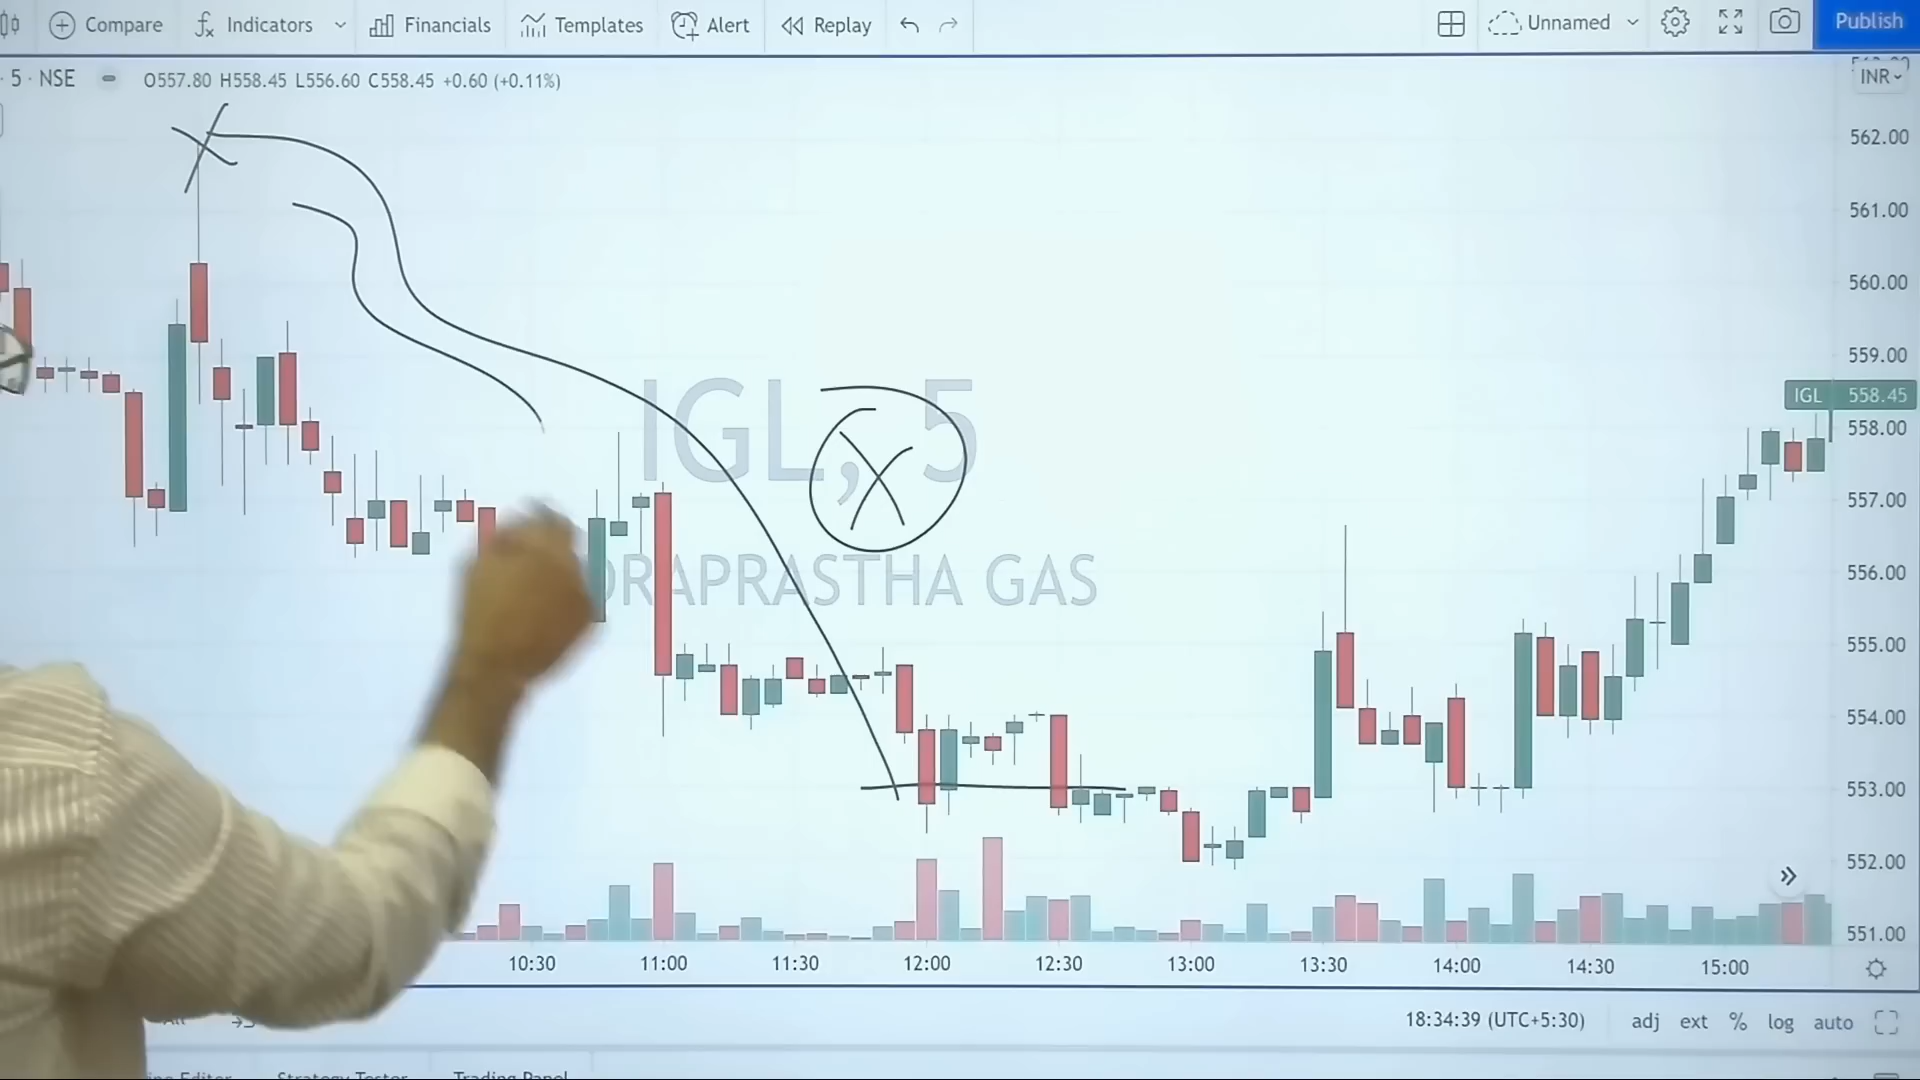 Compare Indicators Financials Templates Alert Replay Unnamed Publish
· 5 · NSE O557.80 H558.45 L556.60 C558.45 +0.60 (+0.11%)
INR
562.00
561.00
560.00
559.00
IGL 558.45
558.00
557.00
556.00
555.00
554.00
553.00
552.00
551.00
IGL, 5
DRAPRASTHA GAS
10:30 11:00 11:30 12:00 12:30 13:00 13:30 14:00 14:30 15:00
18:34:39 (UTC+5:30) adj ext % log auto
Strategy Tester Trading Panel